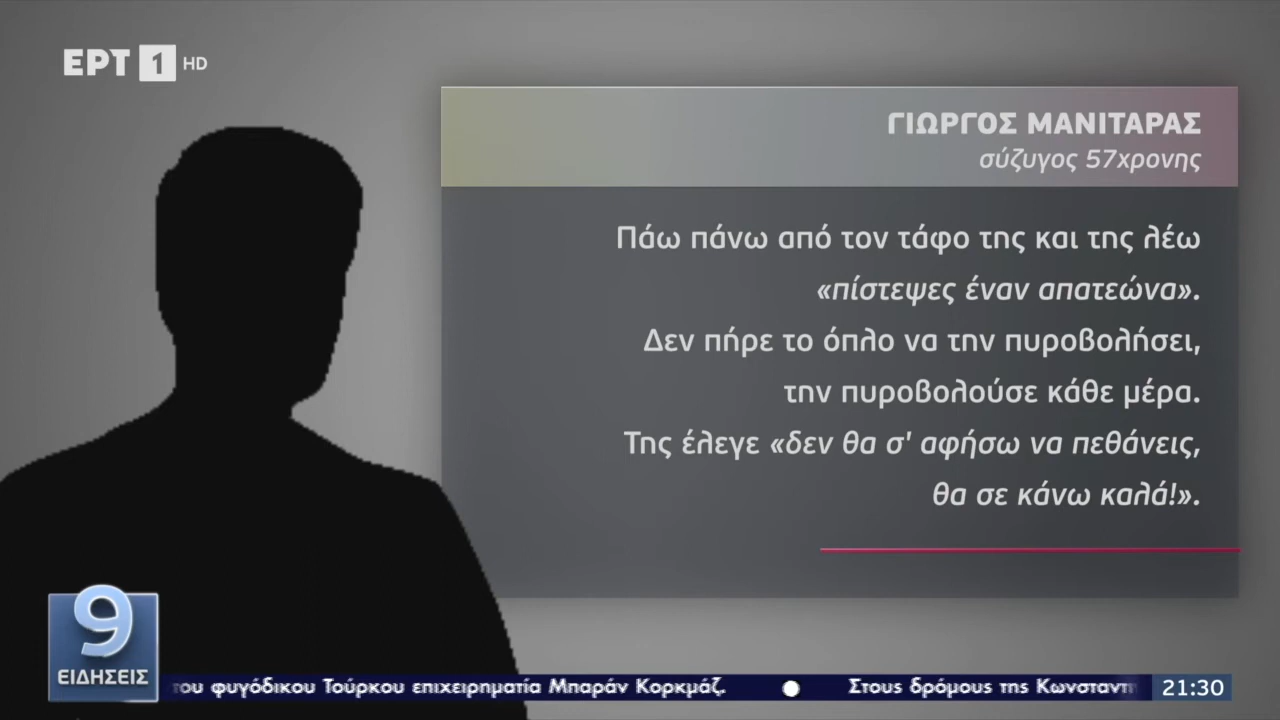 ΕΡΤ 1 HD
ΓΙΩΡΓΟΣ ΜΑΝΙΤΑΡΑΣ
σύζυγος 57χρονης
Πάω πάνω από τον τάφο της και της λέω
«πίστεψες έναν απατεώνα».
Δεν πήρε το όπλο να την πυροβολήσει,
την πυροβολούσε κάθε μέρα.
Της έλεγε «δεν θα σ' αφήσω να πεθάνεις,
θα σε κάνω καλά!».
9
ΕΙΔΗΣΕΙΣ
του φυγόδικου Τούρκου επιχειρηματία Μπαράν Κορκμάζ. ● Στους δρόμους της
21:30